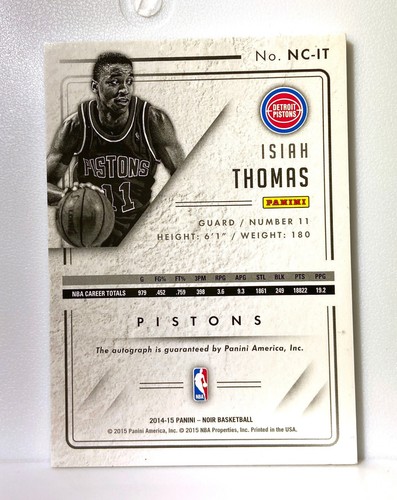 No. NC-IT
DETROIT
PISTONS
ISIAH
THOMAS
PANINI
PISTONS
11
GUARD / NUMBER 11
HEIGHT: 6'1" / WEIGHT: 180
G FG% FT% 3PM RPG APG STL BLK PTS PPG
NBA CAREER TOTALS 979 .452 .759 398 3.6 9.3 1861 249 18822 19.2
PISTONS
The autograph is guaranteed by Panini America, Inc.
NBA
2014-15 PANINI – NOIR BASKETBALL
© 2015 Panini America, Inc. © 2015 NBA Properties, Inc. Printed in the USA.